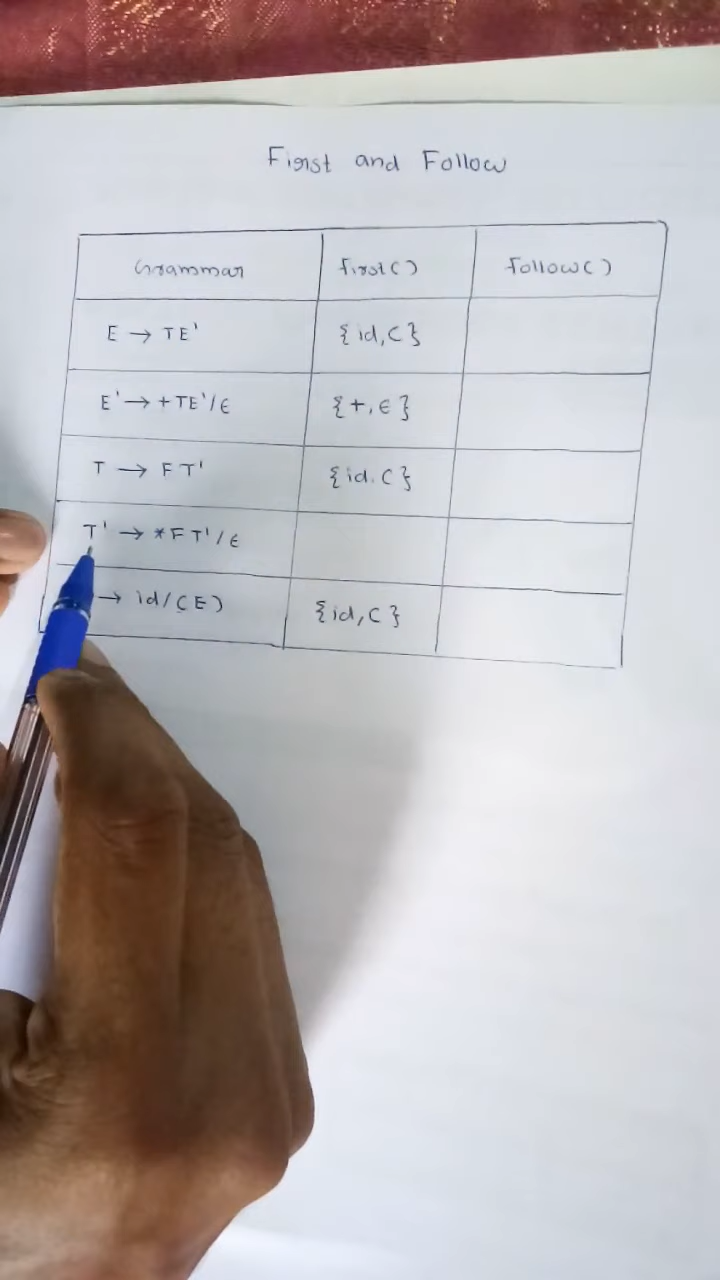 First and Follow
Grammar First() Follow()
E → TE' {id,(}
E' → +TE'/ε {+,ε}
T → FT' {id.(}
T' → *FT'/ε
→ id/(E) {id,(}